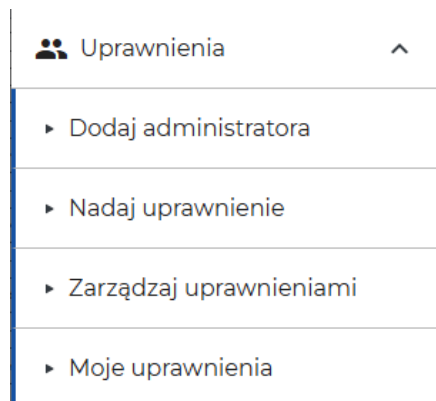 Uprawnienia
Dodaj administratora
Nadaj uprawnienie
Zarządzaj uprawnieniami
Moje uprawnienia